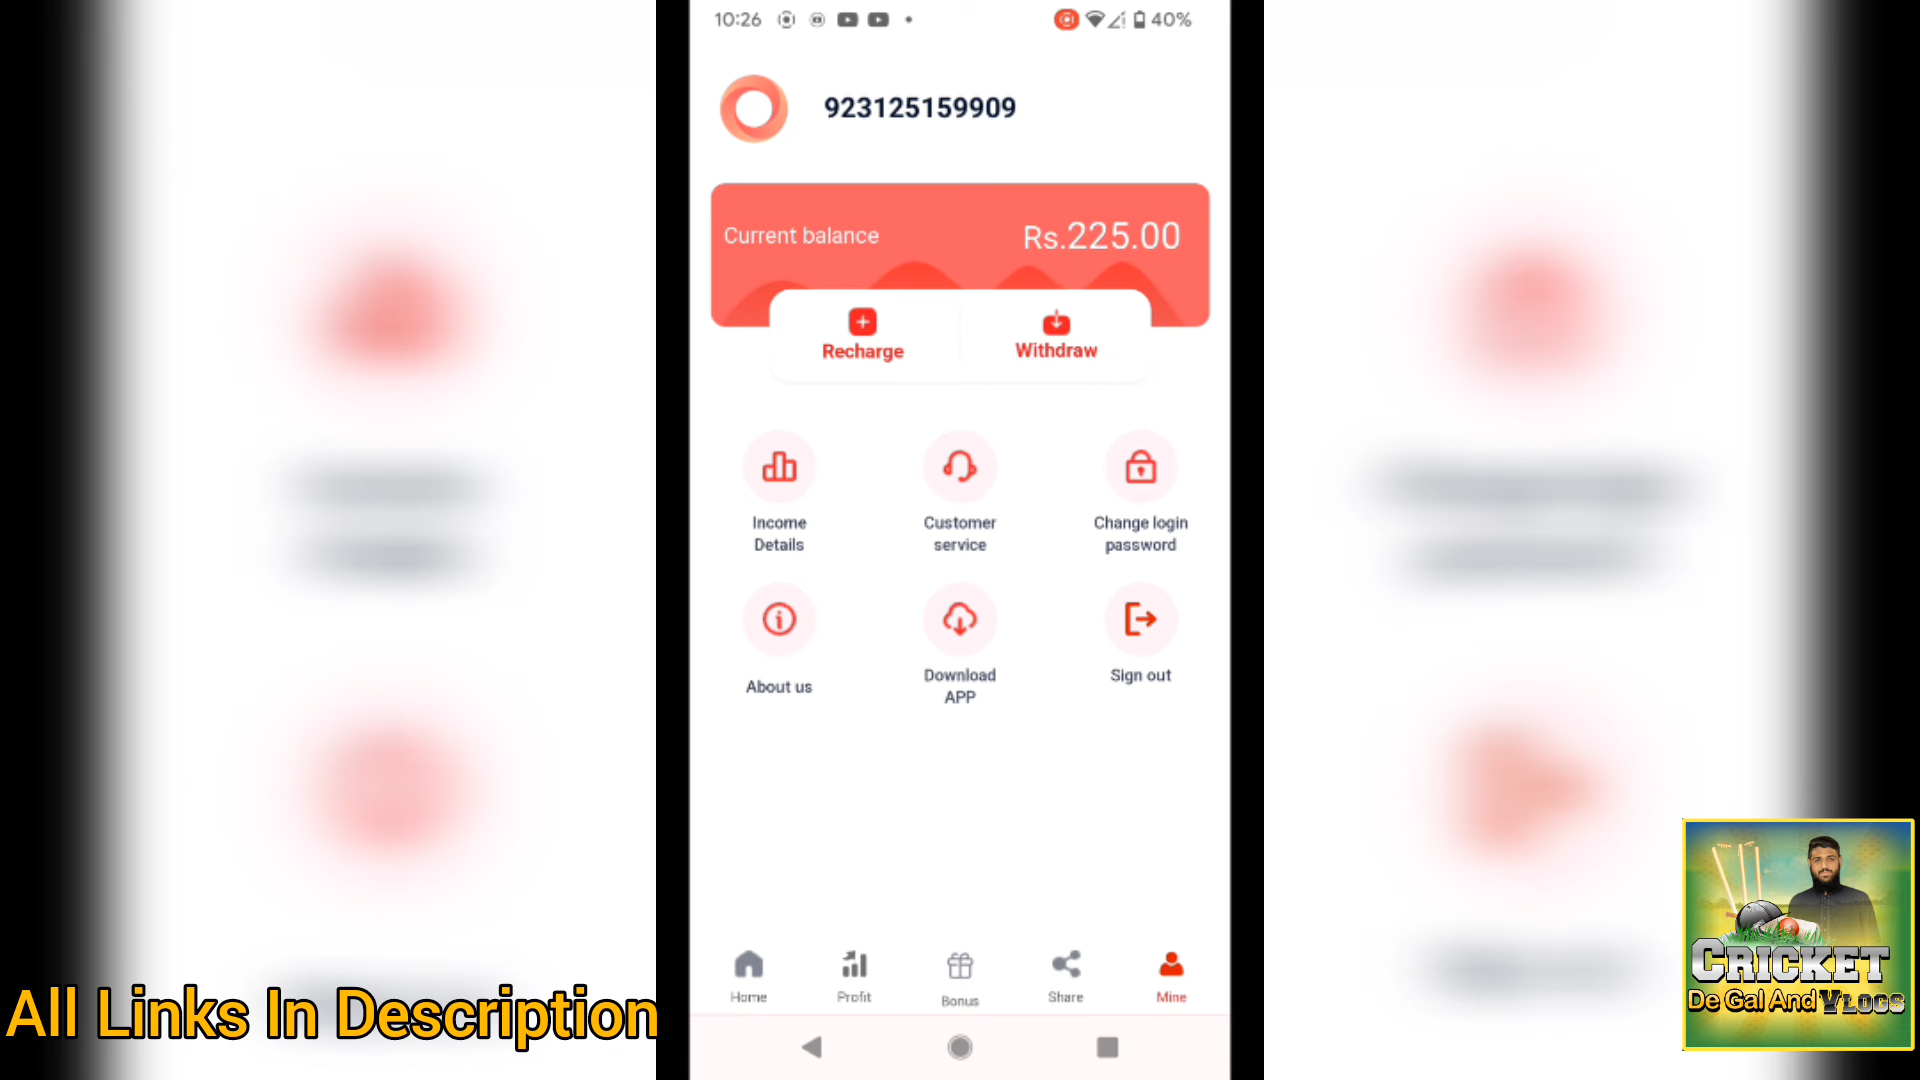 10:26
40%
923125159909
Current balance
Rs.225.00
Recharge
Withdraw
Income
Details
Customer
service
Change login
password
About us
Download
APP
Sign out
Home
Profit
Bonus
Share
Mine
All Links In Description
CRICKET
De Gal And VLOGS